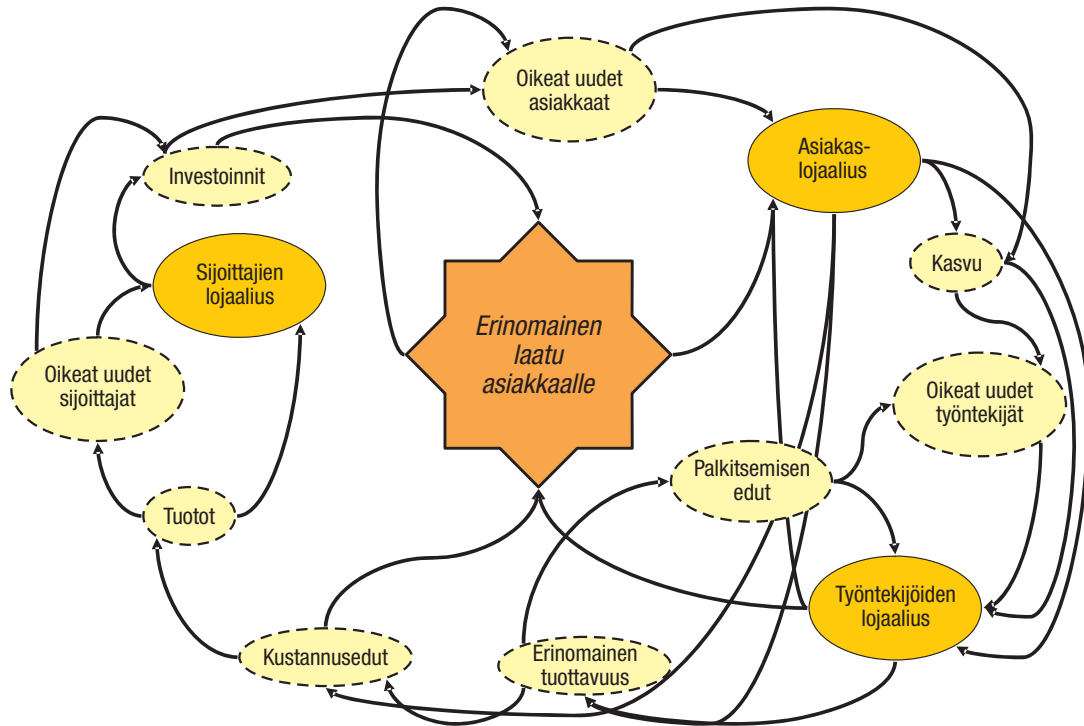 Oikeat uudet
asiakkaat
Asiakas-
lojaalius
Investoinnit
Kasvu
Sijoittajien
lojaalius
Erinomainen
laatu
asiakkaalle
Oikeat uudet
sijoittajat
Oikeat uudet
työntekijät
Palkitsemisen
edut
Tuotot
Työntekijöiden
lojaalius
Kustannusedut
Erinomainen
tuottavuus